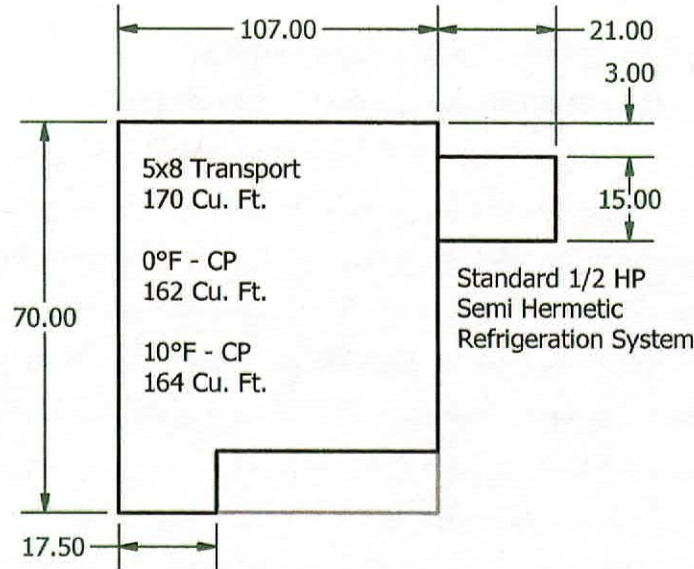 107.00
21.00
3.00
5x8 Transport
170 Cu. Ft.
15.00
0°F - CP
162 Cu. Ft.
Standard 1/2 HP
Semi Hermetic
Refrigeration System
70.00
10°F - CP
164 Cu. Ft.
17.50